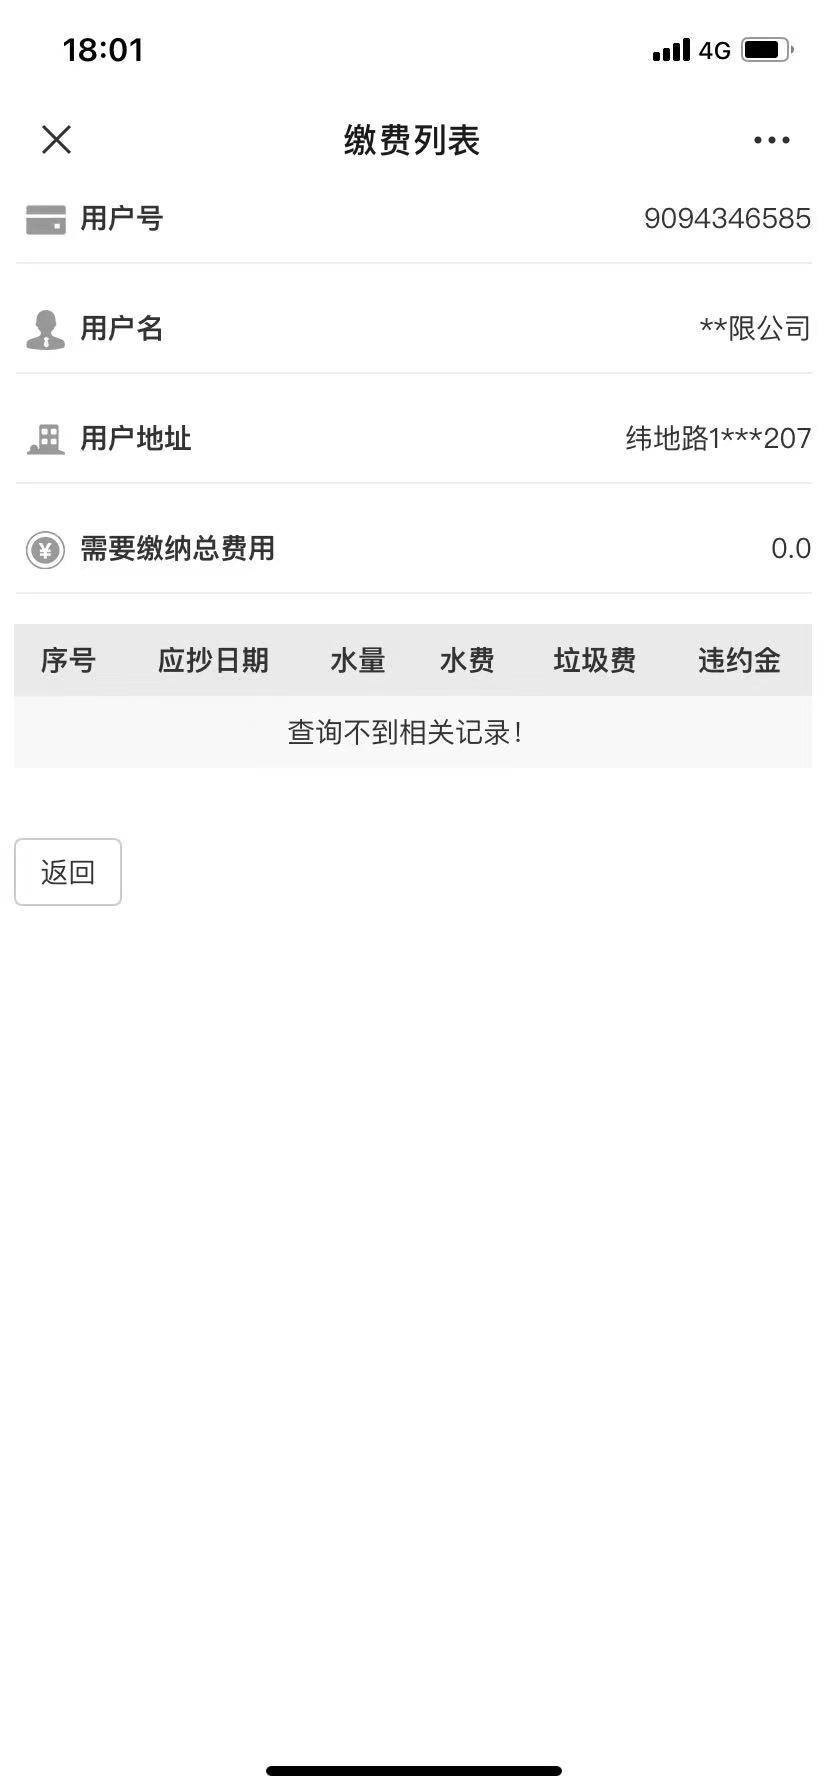 18:01 4G
缴费列表
用户号 9094346585
用户名 **限公司
用户地址 纬地路1***207
¥ 需要缴纳总费用 0.0
序号 应抄日期 水量 水费 垃圾费 违约金
查询不到相关记录!
返回